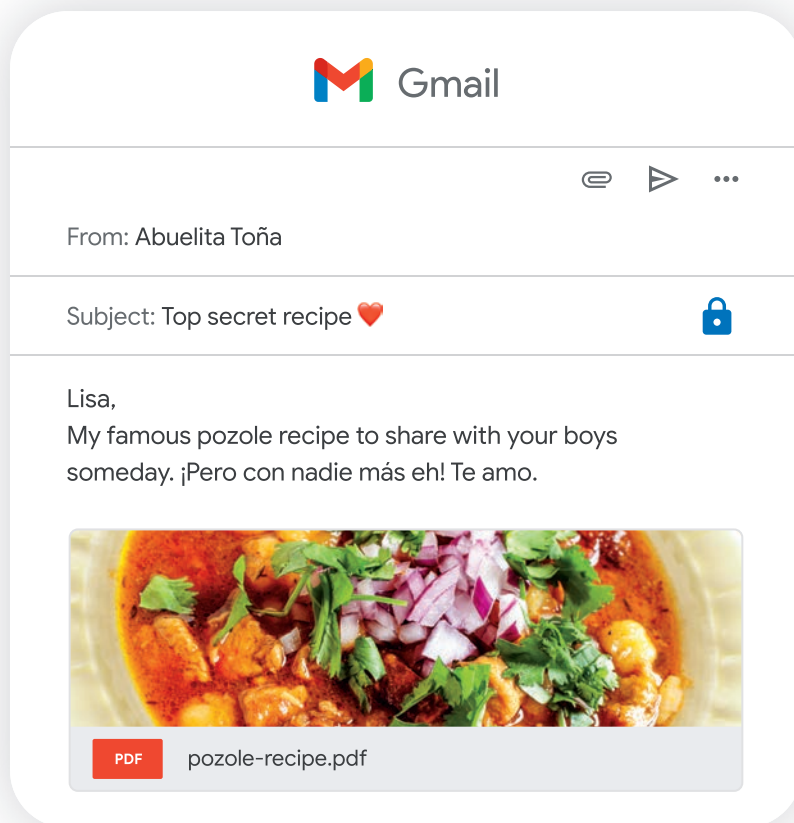 Gmail
From: Abuelita Toña
Subject: Top secret recipe ❤️
Lisa,
My famous pozole recipe to share with your boys
someday. ¡Pero con nadie más eh! Te amo.
PDF pozole-recipe.pdf